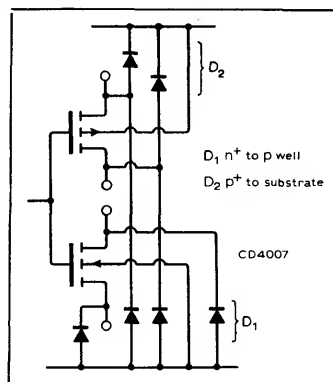 D₂
D₁ n⁺ to p well
D₂ p⁺ to substrate
CD4007
D₁